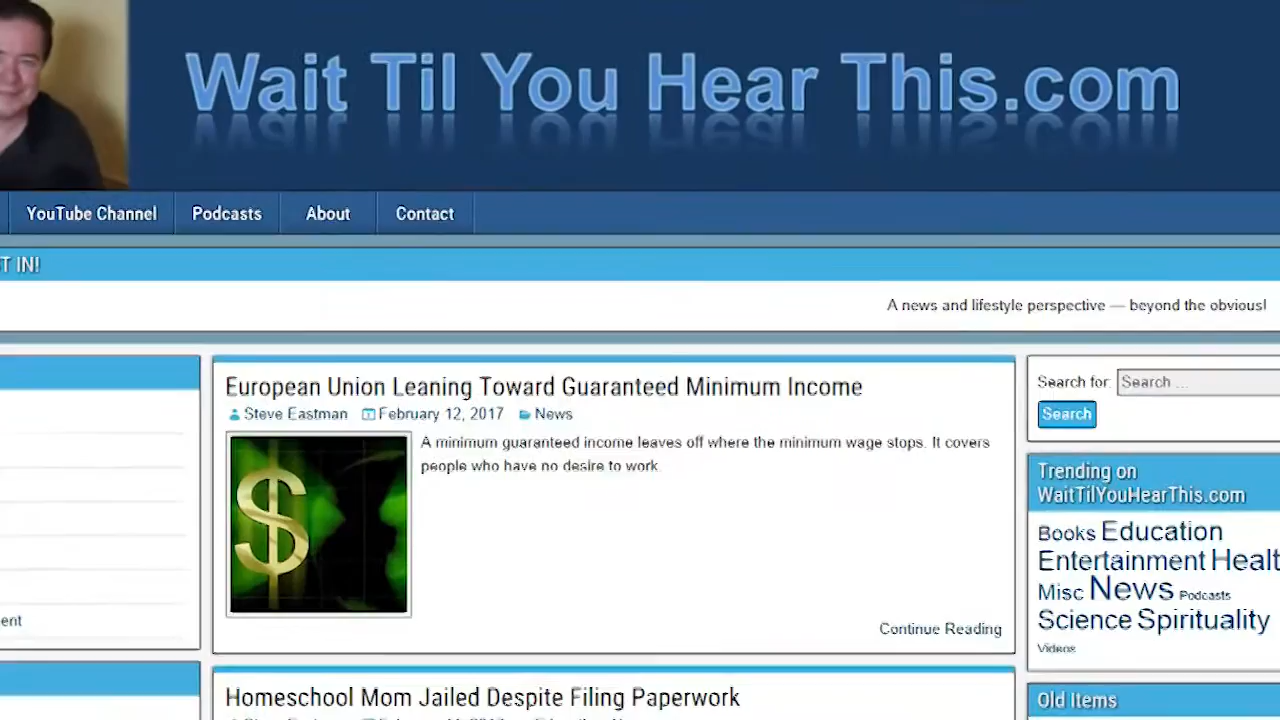 Wait Til You Hear This.com
YouTube Channel
Podcasts
About
Contact
T IN!
A news and lifestyle perspective — beyond the obvious!
European Union Leaning Toward Guaranteed Minimum Income
Steve Eastman February 12, 2017 News
A minimum guaranteed income leaves off where the minimum wage stops. It covers
people who have no desire to work.
Continue Reading
Homeschool Mom Jailed Despite Filing Paperwork
ent
Search for: Search ...
Search
Trending on
WaitTilYouHearThis.com
Books Education
Entertainment Healt
Misc News Podcasts
Science Spirituality
Videos
Old Items